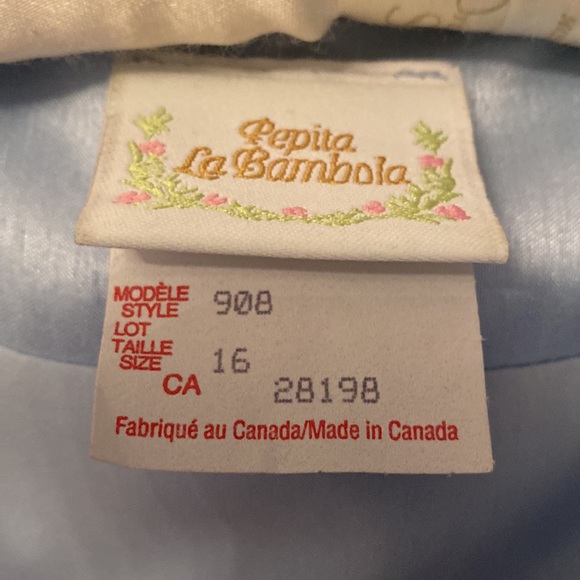 Pepita
La Bambola
MODÈLE
STYLE 908
LOT
TAILLE
SIZE 16
CA 28198
Fabriqué au Canada/Made in Canada